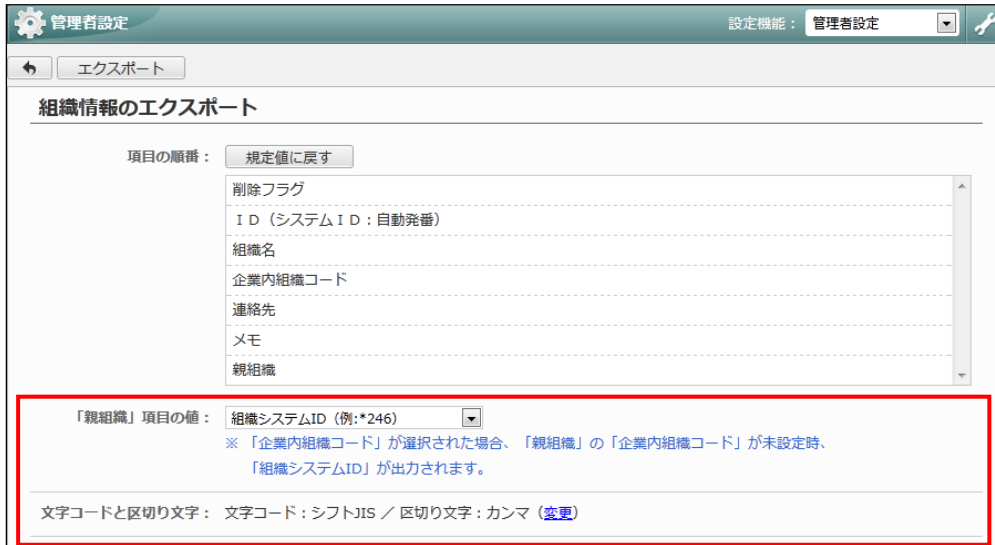 管理者設定
設定機能： 管理者設定
エクスポート
組織情報のエクスポート
項目の順番： 規定値に戻す
削除フラグ
ＩＤ（システムＩＤ：自動発番）
組織名
企業内組織コード
連絡先
メモ
親組織
「親組織」項目の値： 組織システムID（例:*246）
※ 「企業内組織コード」が選択された場合、「親組織」の「企業内組織コード」が未設定時、
「組織システムID」が出力されます。
文字コードと区切り文字： 文字コード：シフトJIS ／ 区切り文字：カンマ（変更）